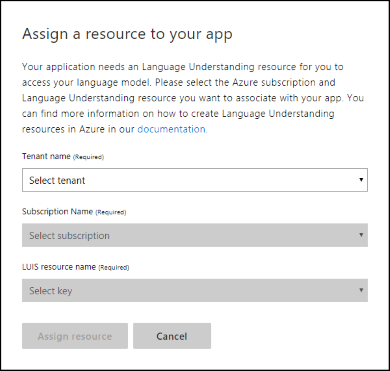 Assign a resource to your app
Your application needs an Language Understanding resource for you to
access your language model. Please select the Azure subscription and
Language Understanding resource you want to associate with your app. You
can find more information on how to create Language Understanding
resources in Azure in our documentation.
Tenant name (Required)
Select tenant
Subscription Name (Required)
Select subscription
LUIS resource name (Required)
Select key
Assign resource Cancel